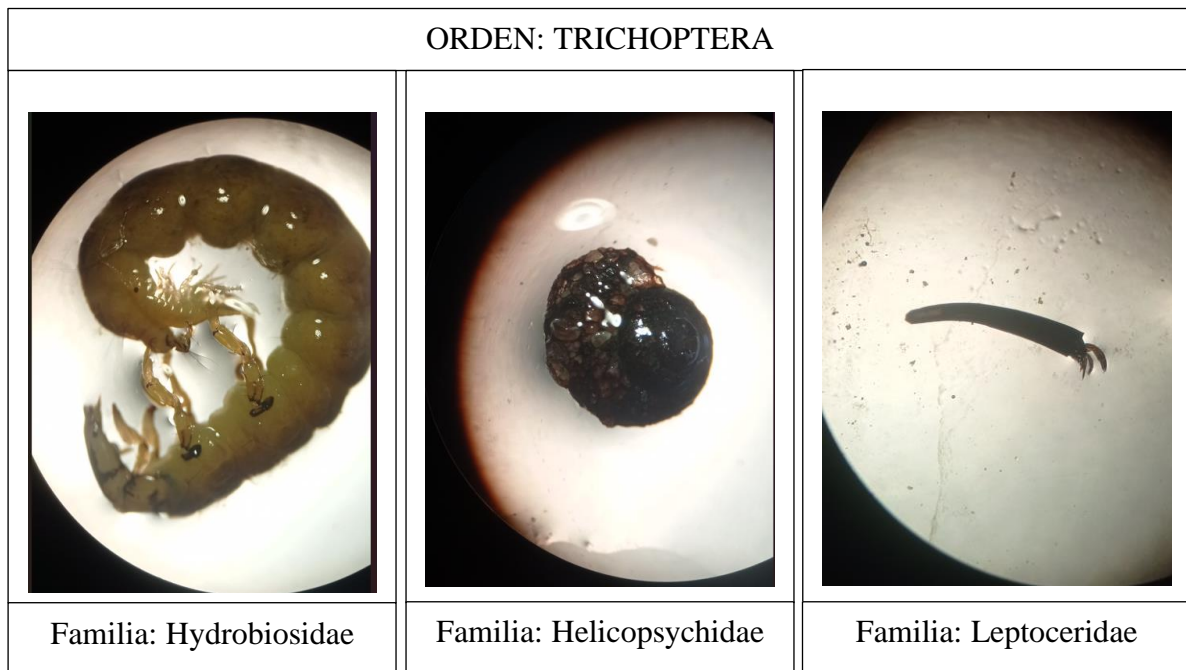 ORDEN: TRICHOPTERA
Familia: Hydrobiosidae
Familia: Helicopsychidae
Familia: Leptoceridae